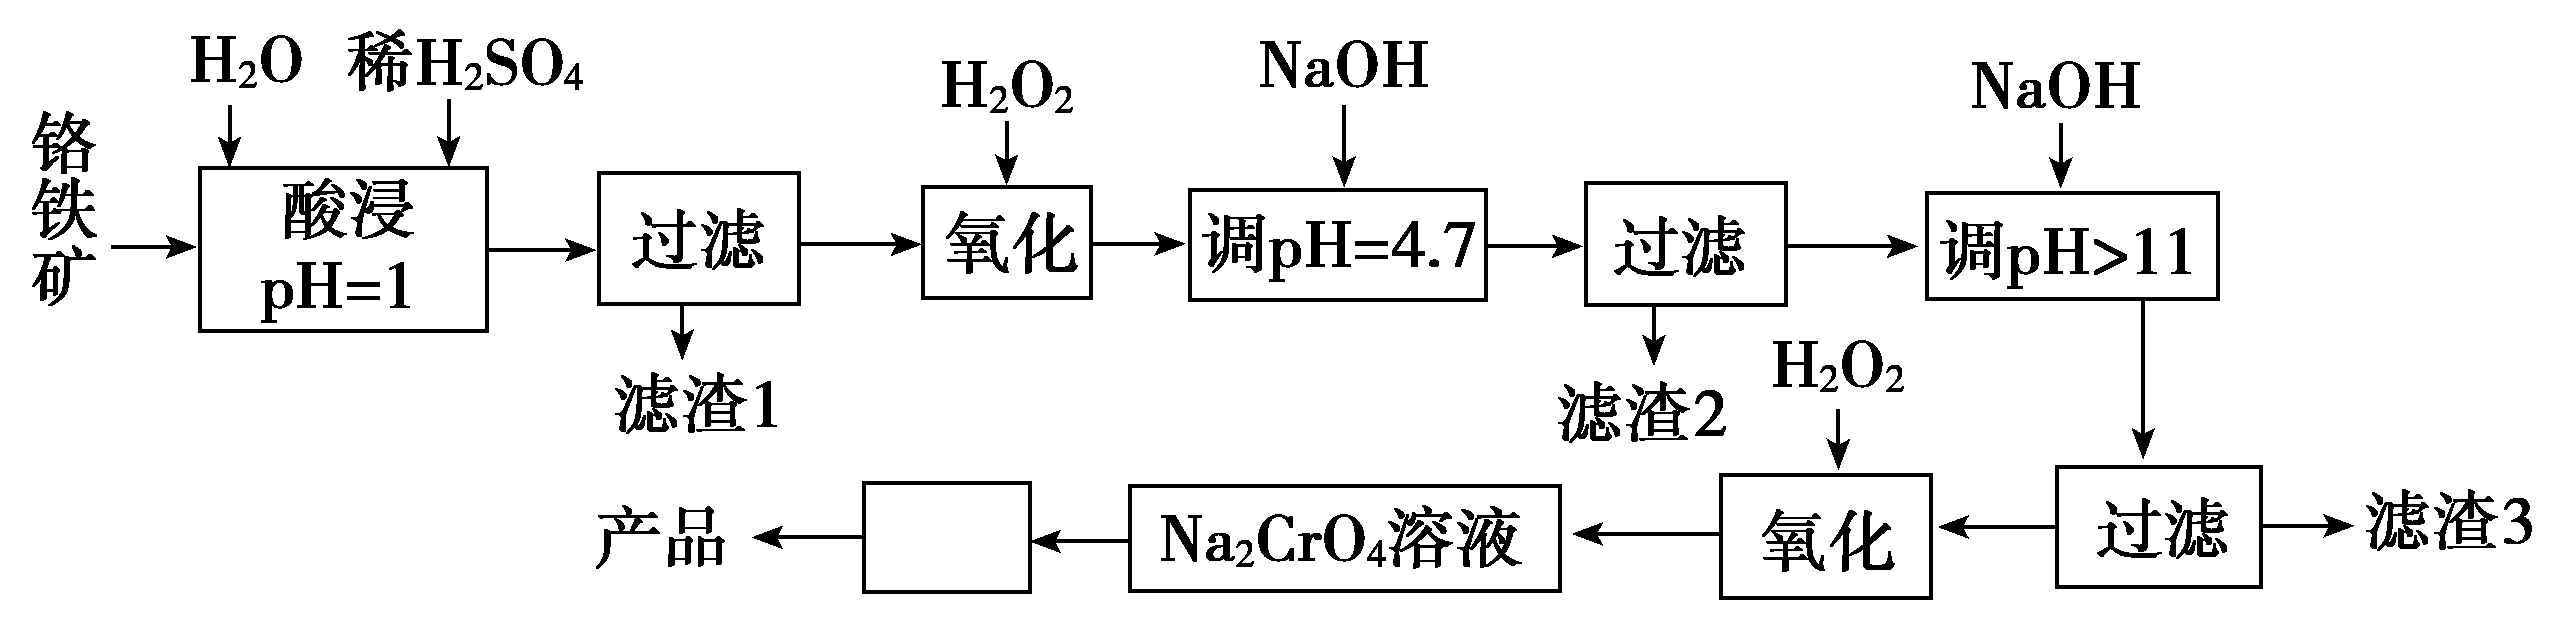 H₂O 稀H₂SO₄
铬铁矿
酸浸
pH=1
过滤
滤渣1
H₂O₂
氧化
NaOH
调pH=4.7
过滤
滤渣2
NaOH
调pH>11
过滤
滤渣3
H₂O₂
氧化
Na₂CrO₄溶液
产品